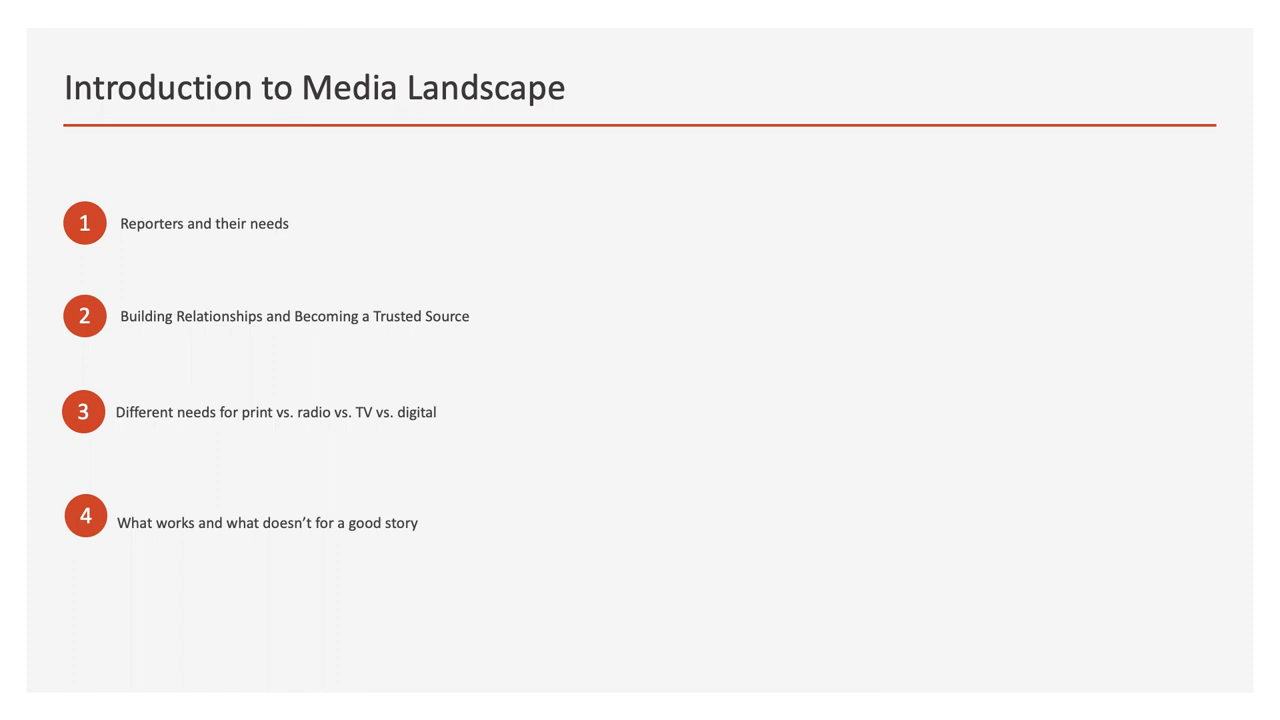 Introduction to Media Landscape
1 Reporters and their needs
2 Building Relationships and Becoming a Trusted Source
3 Different needs for print vs. radio vs. TV vs. digital
4 What works and what doesn’t for a good story